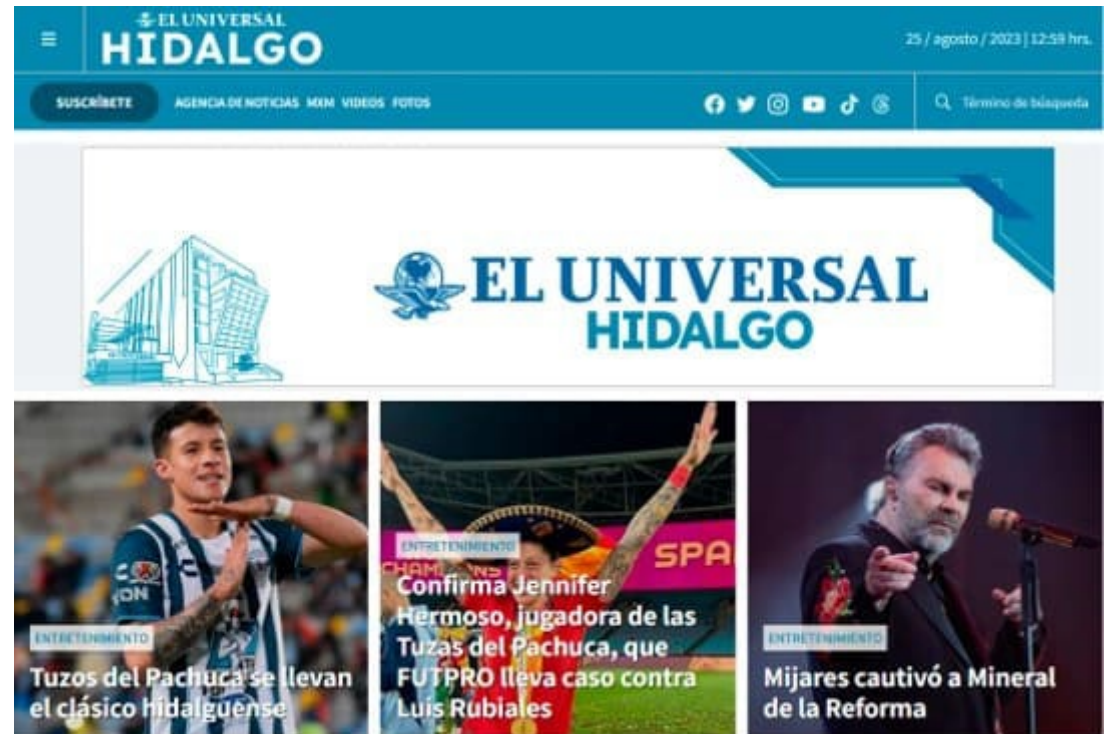 EL UNIVERSAL
HIDALGO
25 / agosto / 2023 | 12:59 hrs.
SUSCRÍBETE AGENCIA DE NOTICIAS MXM VIDEOS FOTOS
Término de búsqueda
EL UNIVERSAL
HIDALGO
ENTRETENIMIENTO
Tuzos del Pachuca se llevan
el clásico hidalguense
SPA
CHAM
ENTRETENIMIENTO
Confirma Jennifer
Hermoso, jugadora de las
Tuzas del Pachuca, que
FUTPRO lleva caso contra
Luis Rubiales
ENTRETENIMIENTO
Mijares cautivó a Mineral
de la Reforma